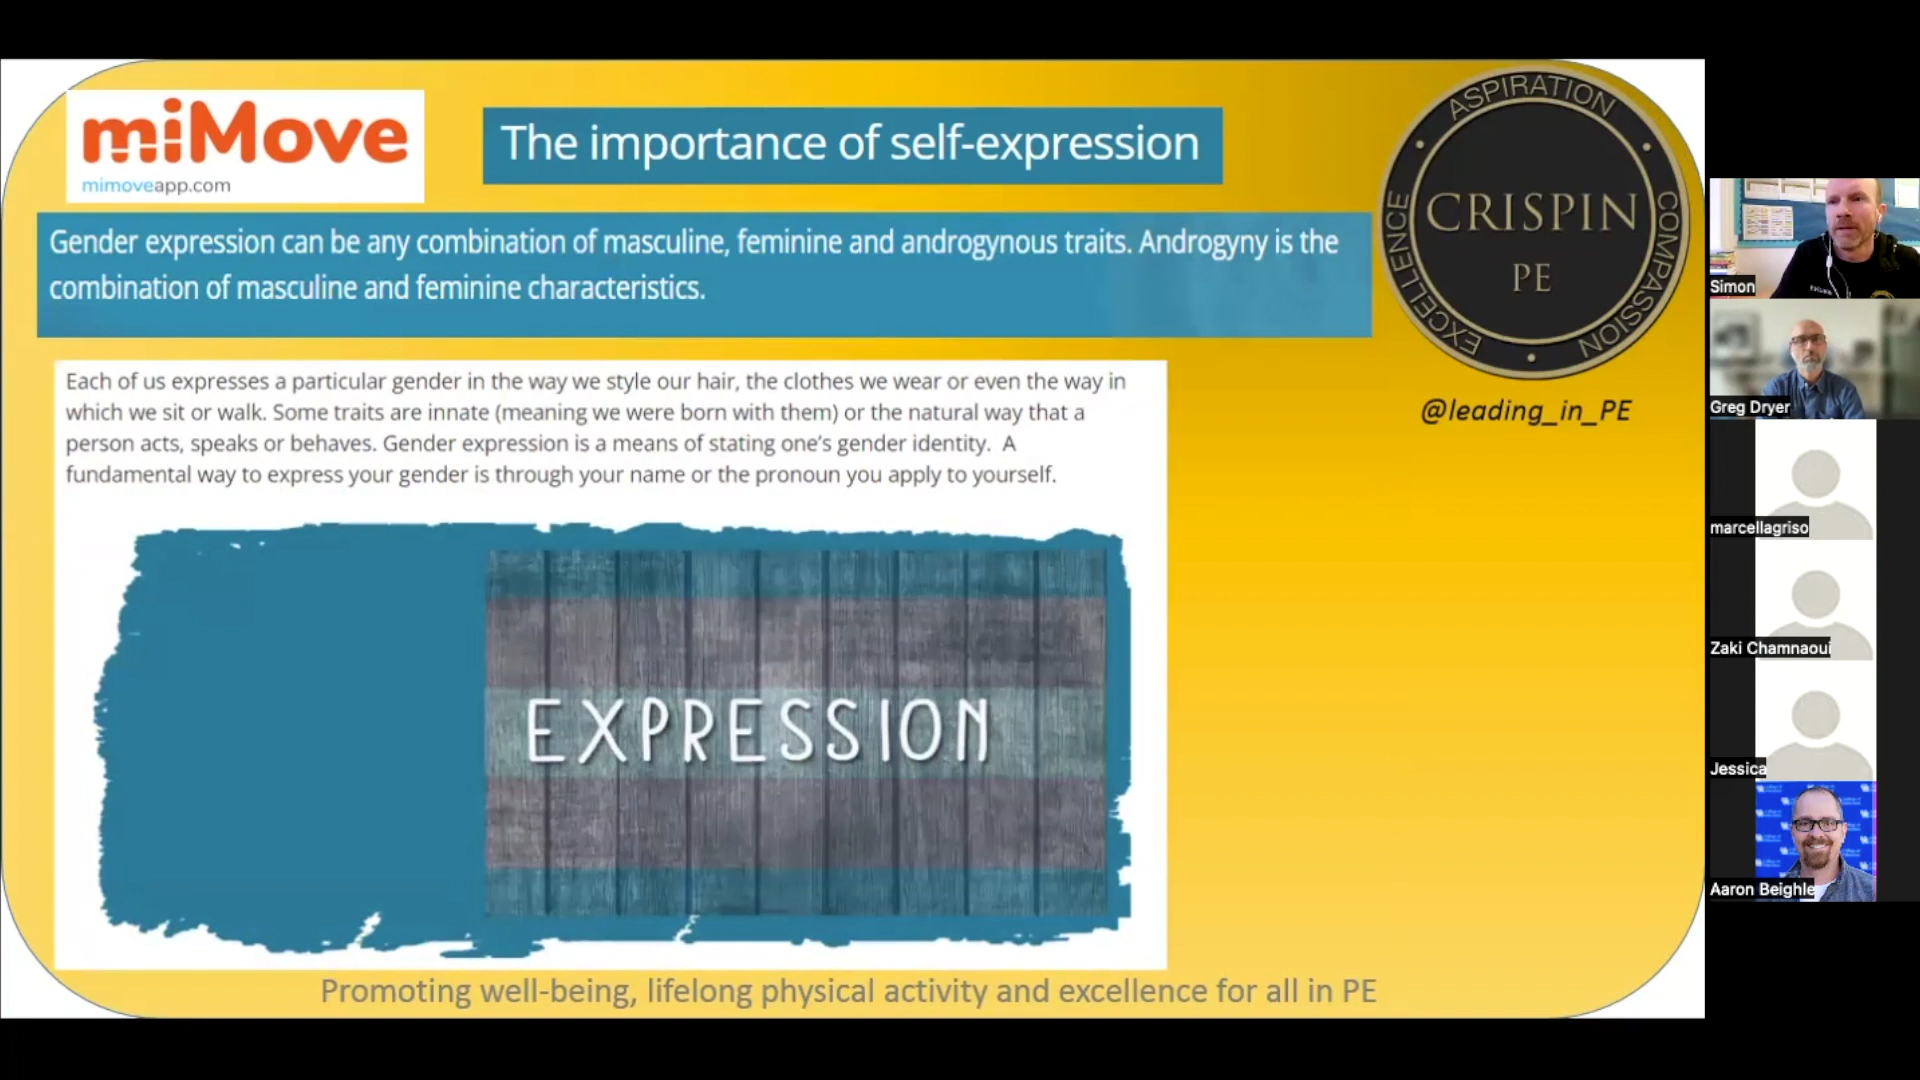 miMove
mimoveapp.com
The importance of self-expression
Gender expression can be any combination of masculine, feminine and androgynous traits. Androgyny is the
combination of masculine and feminine characteristics.
ASPIRATION
COMPASSION
EXCELLENCE
CRISPIN
PE
@leading_in_PE
Each of us expresses a particular gender in the way we style our hair, the clothes we wear or even the way in
which we sit or walk. Some traits are innate (meaning we were born with them) or the natural way that a
person acts, speaks or behaves. Gender expression is a means of stating one’s gender identity. A
fundamental way to express your gender is through your name or the pronoun you apply to yourself.
EXPRESSION
Promoting well-being, lifelong physical activity and excellence for all in PE
Simon
Greg Dryer
marcellagriso
Zaki Chamnaoui
Jessica
Aaron Beighle